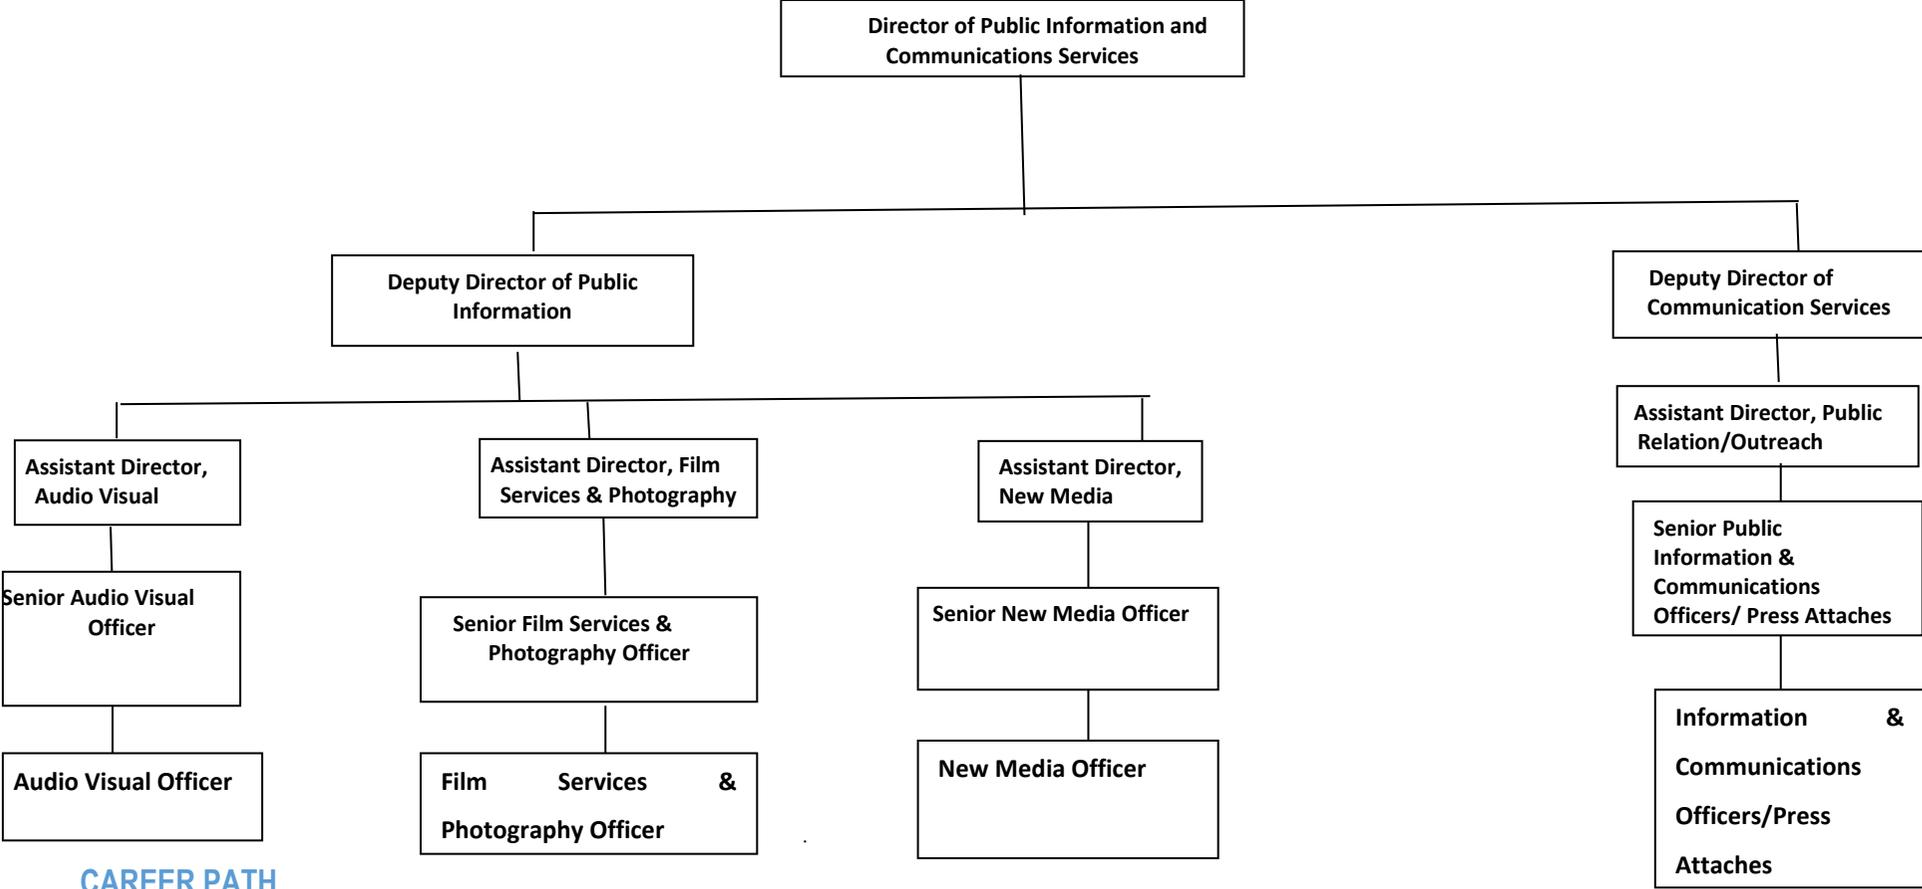 Director of Public Information and
Communications Services
Deputy Director of Public
Information
Deputy Director of
Communication Services
Assistant Director,
Audio Visual
Assistant Director, Film
Services & Photography
Assistant Director,
New Media
Assistant Director, Public
Relation/Outreach
Senior Audio Visual
Officer
Senior Film Services &
Photography Officer
Senior New Media Officer
Senior Public
Information &
Communications
Officers/ Press Attaches
Audio Visual Officer
Film Services &
Photography Officer
New Media Officer
Information &
Communications
Officers/Press
Attaches
CAREER PATH